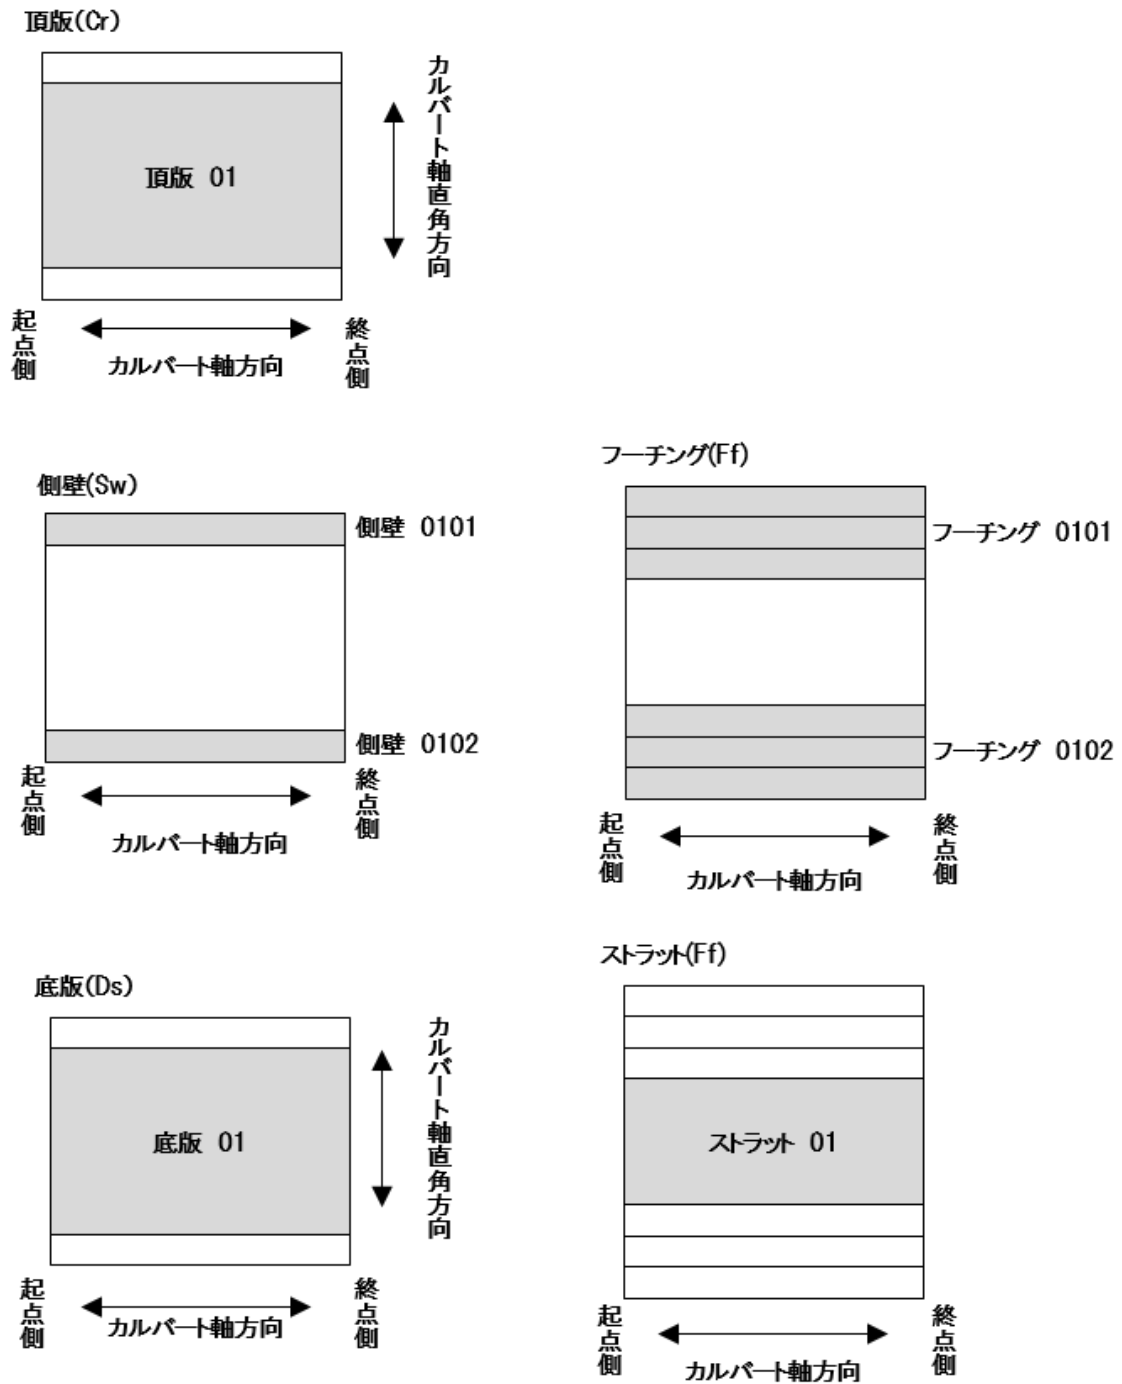 頂版(Cr)
カルバート軸直角方向
頂版 01
起点側
終点側
カルバート軸方向
側壁(Sw)
側壁 0101
側壁 0102
起点側
終点側
カルバート軸方向
フーチング(Ff)
フーチング 0101
フーチング 0102
起点側
終点側
カルバート軸方向
底版(Ds)
カルバート軸直角方向
底版 01
起点側
終点側
カルバート軸方向
ストラット(Ff)
ストラット 01
起点側
終点側
カルバート軸方向